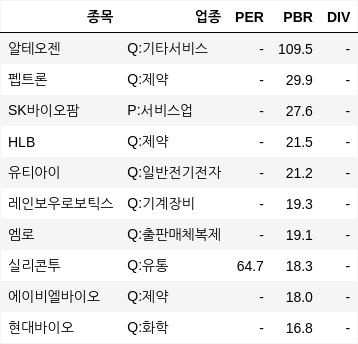 종목 업종 PER PBR DIV
알테오젠 Q:기타서비스 - 109.5 -
펩트론 Q:제약 - 29.9 -
SK바이오팜 P:서비스업 - 27.6 -
HLB Q:제약 - 21.5 -
유티아이 Q:일반전기전자 - 21.2 -
레인보우로보틱스 Q:기계장비 - 19.3 -
엠로 Q:출판매체복제 - 19.1 -
실리콘투 Q:유통 64.7 18.3 -
에이비엘바이오 Q:제약 - 18.0 -
현대바이오 Q:화학 - 16.8 -